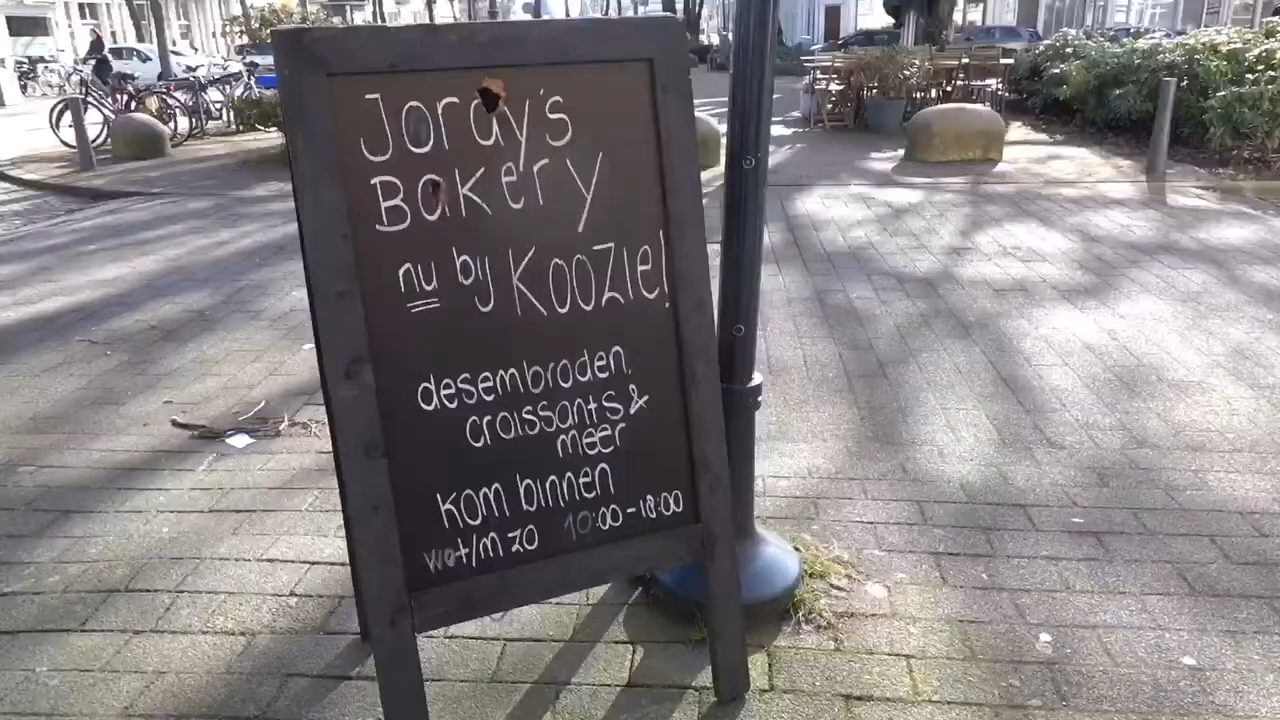 Jordy's
Bakery
nu bij KOOZIE!
desembroden,
croissants &
meer
kom binnen
wo t/m zo 10:00-18:00